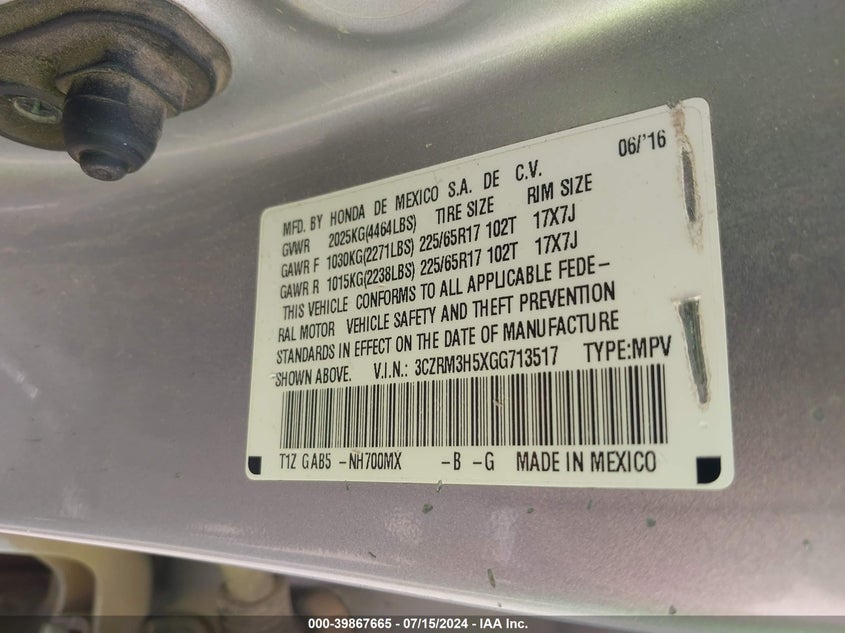 06/'16
MFD. BY HONDA DE MEXICO S.A. DE C.V.
GVWR 2025KG(4464LBS) TIRE SIZE RIM SIZE
GAWR F 1030KG(2271LBS) 225/65R17 102T 17X7J
GAWR R 1015KG(2238LBS) 225/65R17 102T 17X7J
THIS VEHICLE CONFORMS TO ALL APPLICABLE FEDE-
RAL MOTOR VEHICLE SAFETY AND THEFT PREVENTION
STANDARDS IN EFFECT ON THE DATE OF MANUFACTURE
SHOWN ABOVE. V.I.N.: 3CZRM3H5XGG713517 TYPE:MPV
T1Z GAB5 -NH700MX -B -G MADE IN MEXICO
000-39867665 - 07/15/2024 - IAA Inc.